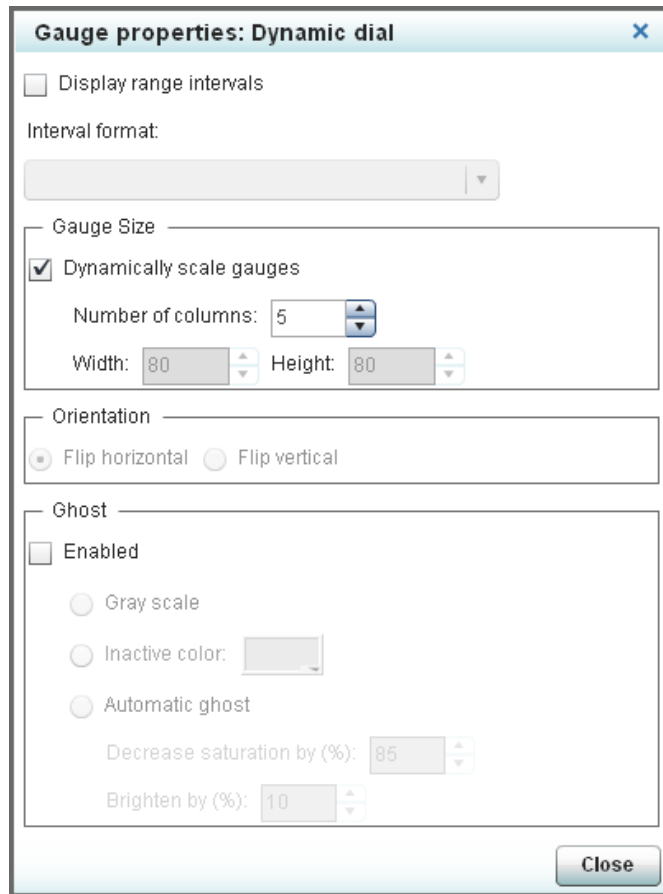 Gauge properties: Dynamic dial
Display range intervals
Interval format:
Gauge Size
Dynamically scale gauges
Number of columns: 5
Width: 80 Height: 80
Orientation
Flip horizontal Flip vertical
Ghost
Enabled
Gray scale
Inactive color:
Automatic ghost
Decrease saturation by (%): 85
Brighten by (%): 10
Close